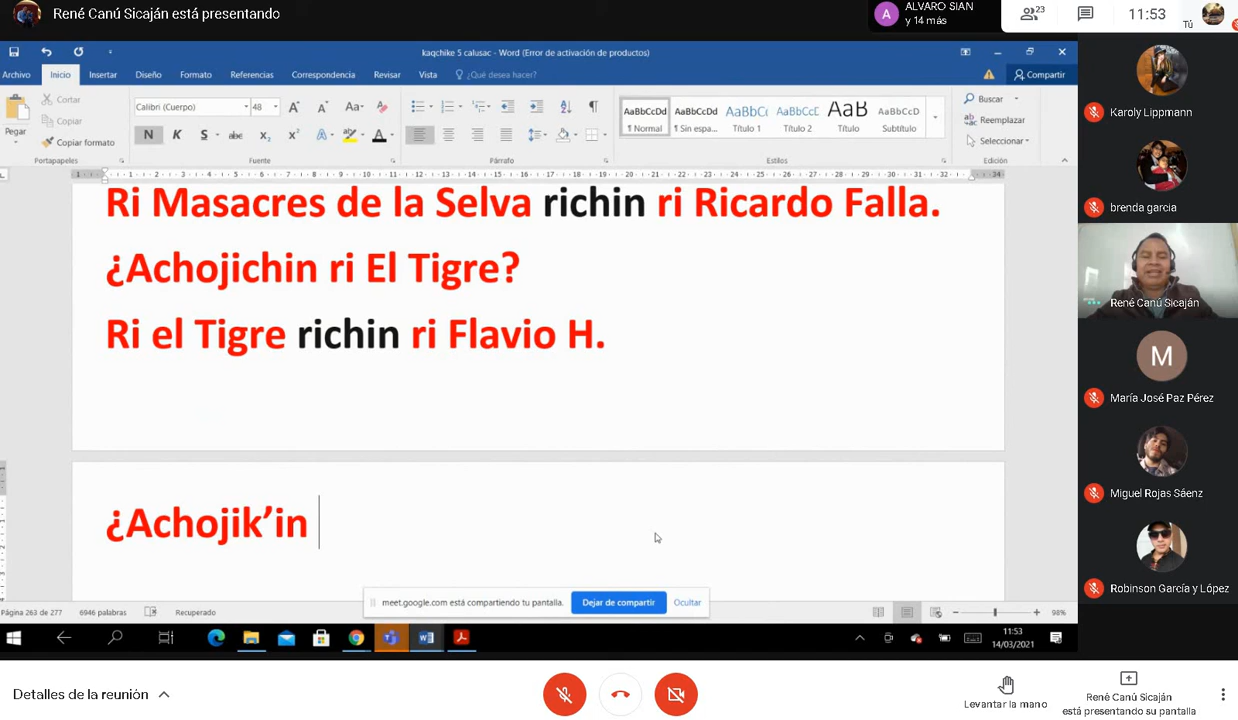 René Canú Sicaján está presentando
ALVARO SIAN
y 14 más
23
11:53
Tú
kaqchike 5 calusac - Word (Error de activación de productos)
Archivo Inicio Insertar Diseño Formato Referencias Correspondencia Revisar Vista ¿Qué desea hacer? Compartir
Pegar
Cortar
Copiar
Copiar formato
Portapapeles
Calibri (Cuerpo) 48
Fuente
Párrafo
AaBbCcDd AaBbCcDd AaBbCc AaBbCcC AaB AaBbCcD
¶ Normal ¶ Sin espa... Título 1 Título 2 Título Subtítulo
Estilos
Buscar
Reemplazar
Seleccionar
Edición
Ri Masacres de la Selva richin ri Ricardo Falla.
¿Achojichin ri El Tigre?
Ri el Tigre richin ri Flavio H.
¿Achojik’in
meet.google.com está compartiendo tu pantalla. Dejar de compartir Ocultar
Página 263 de 277 6946 palabras Recuperado 98%
11:53
14/03/2021
Karoly Lippmann
brenda garcia
René Canú Sicaján
M
María José Paz Pérez
Miguel Rojas Sáenz
Robinson García y López
Detalles de la reunión
Levantar la mano
René Canú Sicaján
está presentando su pantalla